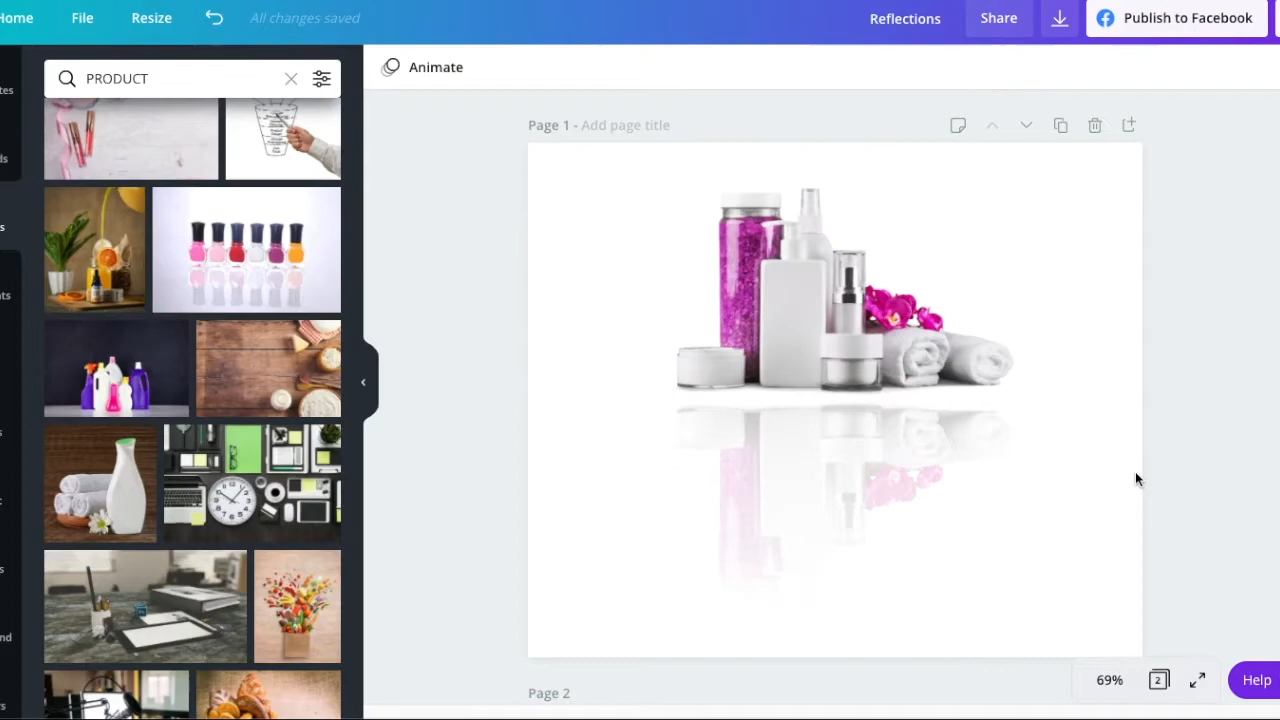 Home File Resize All changes saved Reflections Share Publish to Facebook
PRODUCT
Animate
Page 1 - Add page title
Page 2
69% 2 Help